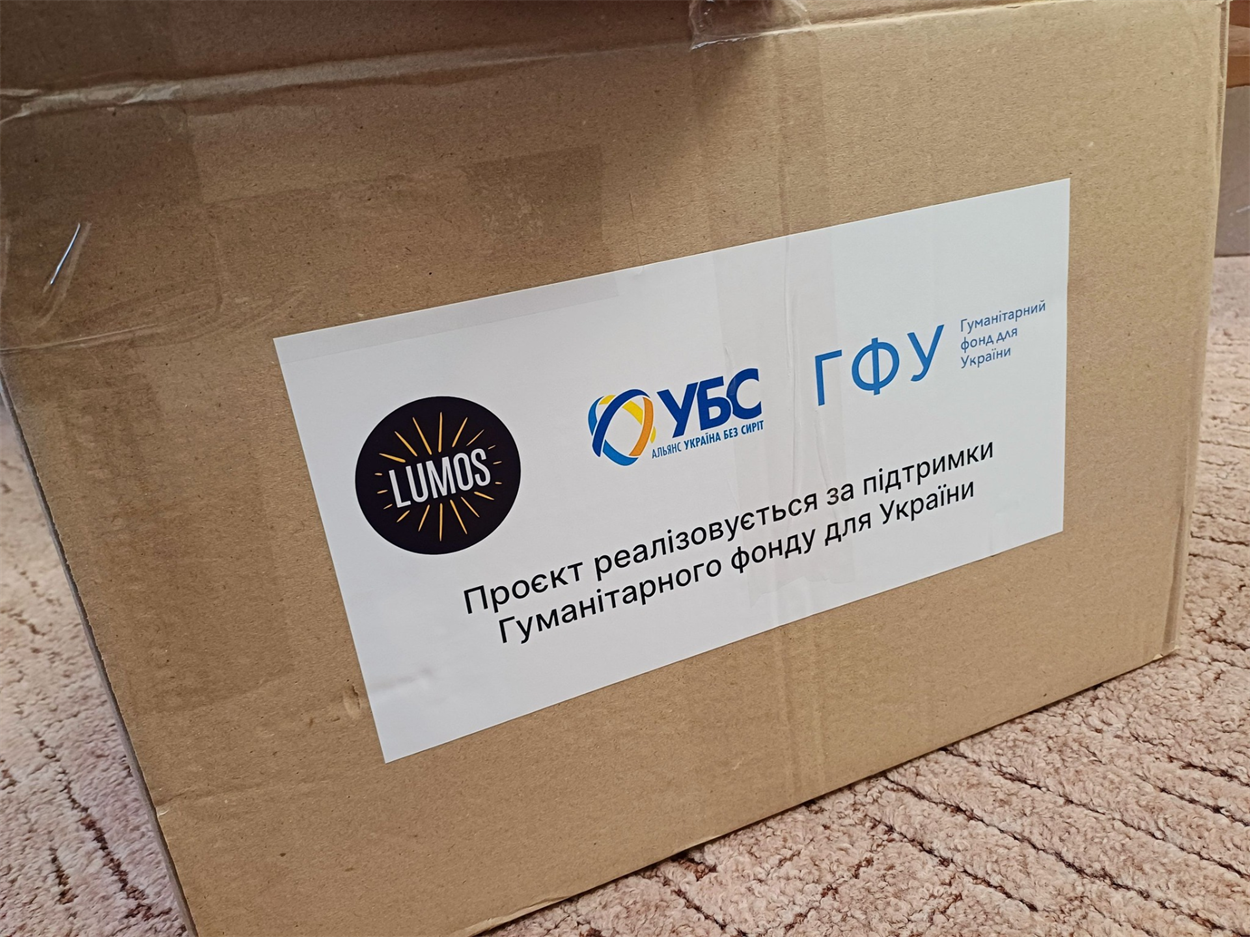 LUMOS
УБС
АЛЬЯНС УКРАЇНА БЕЗ СИРІТ
ГФУ
Гуманітарний
фонд для
України
Проєкт реалізовується за підтримки
Гуманітарного фонду для України